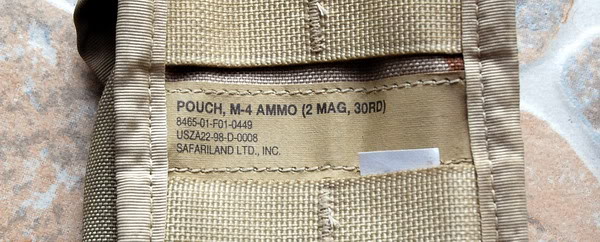 POUCH, M-4 AMMO (2 MAG, 30RD)
8465-01-F01-0449
USZA22-98-D-0008
SAFARILAND LTD., INC.